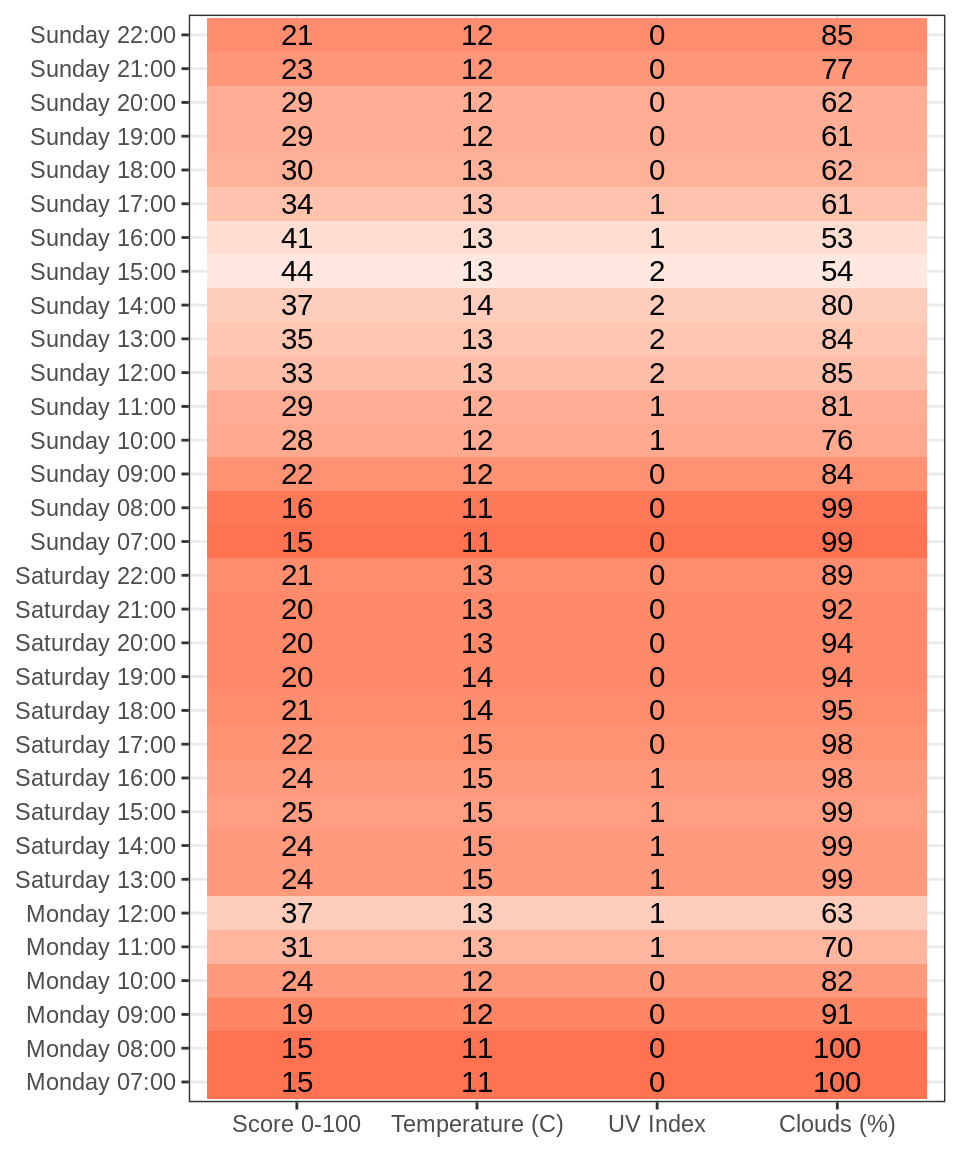 Sunday 22:00 21 12 0 85
Sunday 21:00 23 12 0 77
Sunday 20:00 29 12 0 62
Sunday 19:00 29 12 0 61
Sunday 18:00 30 13 0 62
Sunday 17:00 34 13 1 61
Sunday 16:00 41 13 1 53
Sunday 15:00 44 13 2 54
Sunday 14:00 37 14 2 80
Sunday 13:00 35 13 2 84
Sunday 12:00 33 13 2 85
Sunday 11:00 29 12 1 81
Sunday 10:00 28 12 1 76
Sunday 09:00 22 12 0 84
Sunday 08:00 16 11 0 99
Sunday 07:00 15 11 0 99
Saturday 22:00 21 13 0 89
Saturday 21:00 20 13 0 92
Saturday 20:00 20 13 0 94
Saturday 19:00 20 14 0 94
Saturday 18:00 21 14 0 95
Saturday 17:00 22 15 0 98
Saturday 16:00 24 15 1 98
Saturday 15:00 25 15 1 99
Saturday 14:00 24 15 1 99
Saturday 13:00 24 15 1 99
Monday 12:00 37 13 1 63
Monday 11:00 31 13 1 70
Monday 10:00 24 12 0 82
Monday 09:00 19 12 0 91
Monday 08:00 15 11 0 100
Monday 07:00 15 11 0 100
Score 0-100 Temperature (C) UV Index Clouds (%)